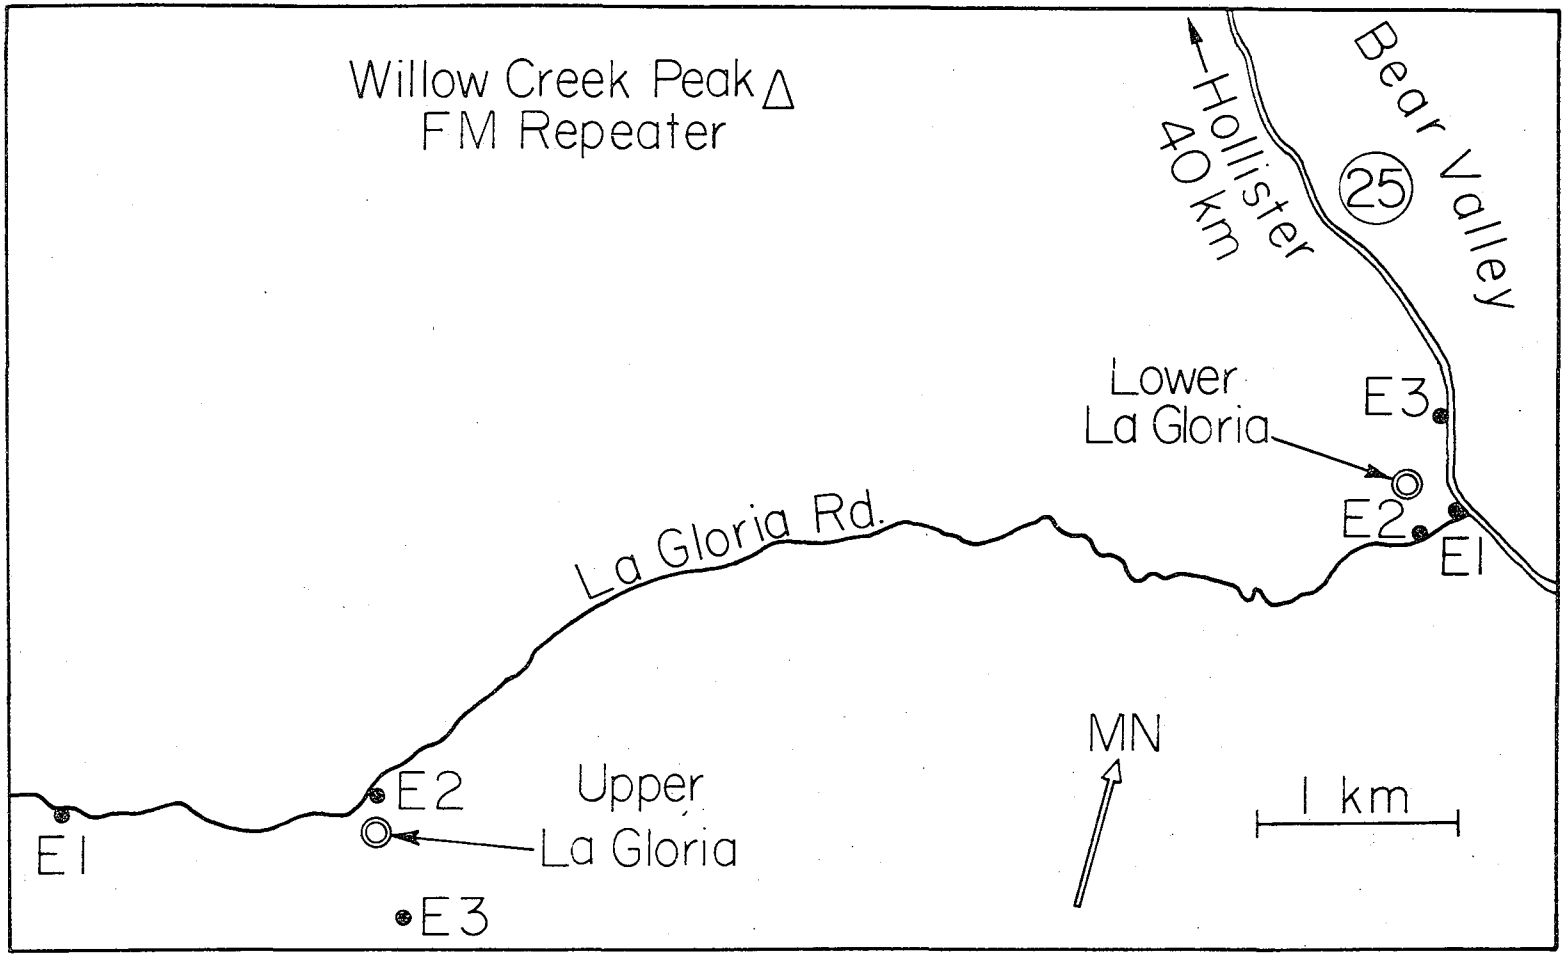 Willow Creek Peak
FM Repeater
Hollister
40 km
25
Bear Valley
Lower
La Gloria
E3
E2
E1
La Gloria Rd.
MN
1 km
E2
Upper
La Gloria
E1
E3